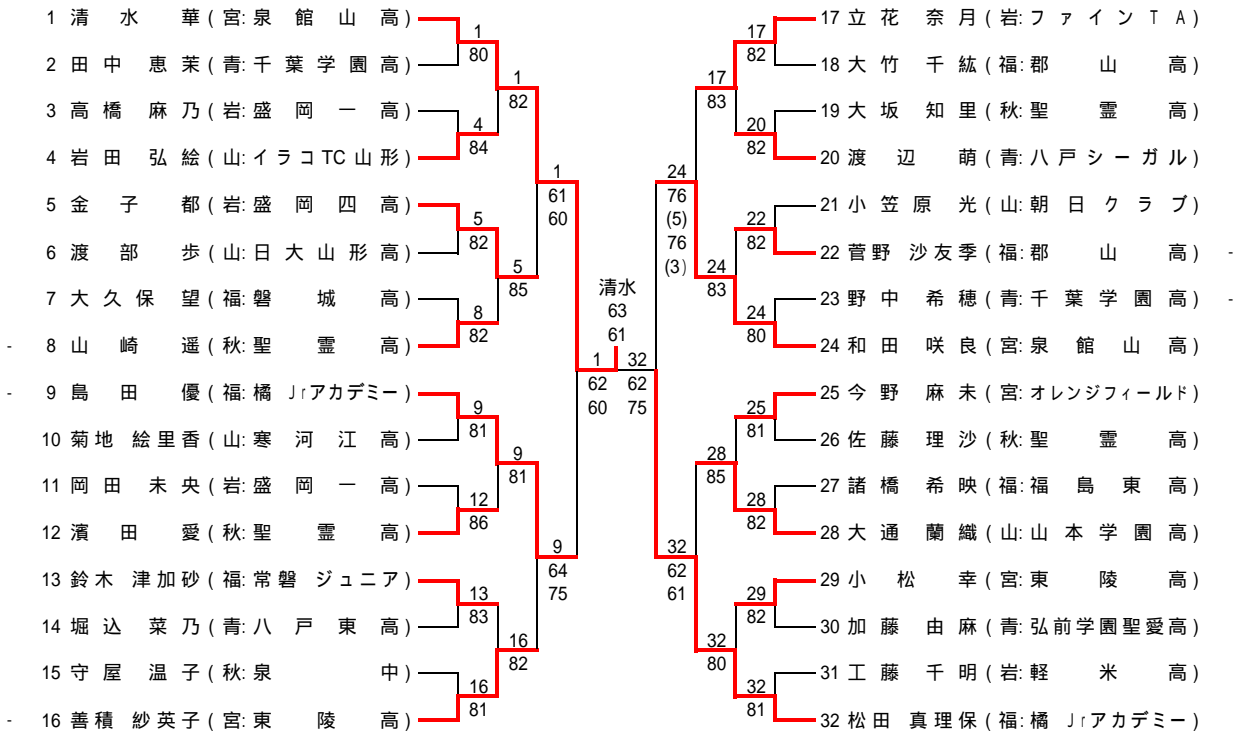 1 清水 華 (宮: 泉館山高)
2 田中 恵茉 (青: 千葉学園高)
3 高橋 麻乃 (岩: 盛岡一高)
4 岩田 弘絵 (山: イラコTC山形)
5 金子 都 (岩: 盛岡四高)
6 渡部 歩 (山: 日大山形高)
7 大久保 望 (福: 磐城高)
- 8 山崎 遥 (秋: 聖霊高)
- 9 島田 優 (福: 橘 Jrアカデミー)
10 菊地 絵里香 (山: 寒河江高)
11 岡田 未央 (岩: 盛岡一高)
12 濱田 愛 (秋: 聖霊高)
13 鈴木 津加砂 (福: 常磐 ジュニア)
14 堀込 菜乃 (青: 八戸東高)
15 守屋 温子 (秋: 泉中)
- 16 善積 紗英子 (宮: 東陵高)
1
80
4
84
5
82
8
82
9
81
12
86
13
83
16
81
1
82
5
85
9
81
16
82
1
61
60
9
64
75
1
62
60
清水
63
61
32
62
75
24
76
(5)
76
(3)
32
62
61
17
83
24
83
28
85
32
80
17
82
20
82
22
82
24
80
25
81
28
82
29
82
32
81
17 立花 奈月 (岩: ファインTA)
18 大竹 千紘 (福: 郡山高)
19 大坂 知里 (秋: 聖霊高)
20 渡辺 萌 (青: 八戸シーガル)
21 小笠原 光 (山: 朝日クラブ)
22 菅野 沙友季 (福: 郡山高) -
23 野中 希穂 (青: 千葉学園高) -
24 和田 咲良 (宮: 泉館山高)
25 今野 麻未 (宮: オレンジフィールド)
26 佐藤 理沙 (秋: 聖霊高)
27 諸橋 希映 (福: 福島東高)
28 大通 蘭織 (山: 山本学園高)
29 小松 幸 (宮: 東陵高)
30 加藤 由麻 (青: 弘前学園聖愛高)
31 工藤 千明 (岩: 軽米高)
32 松田 真理保 (福: 橘 Jrアカデミー)